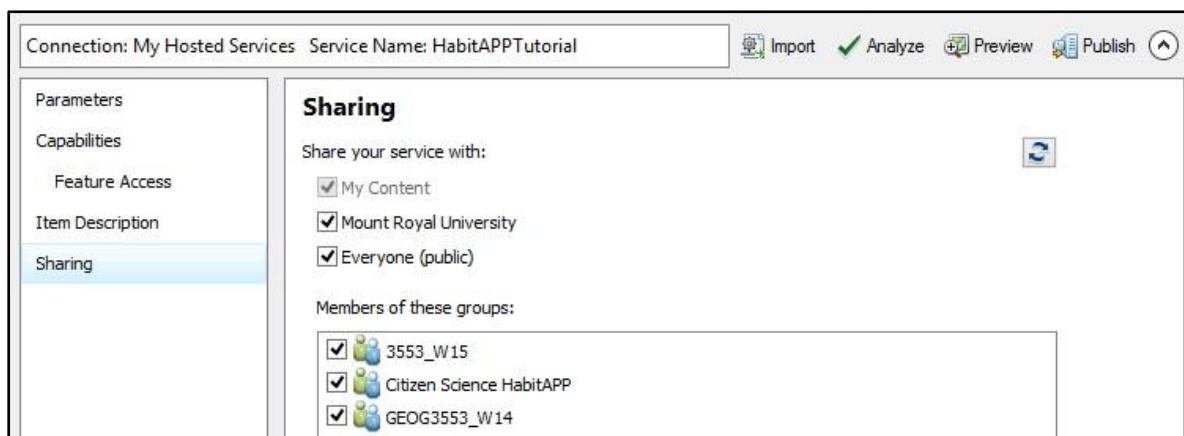 Connection: My Hosted Services Service Name: HabitAPPTutorial
Import Analyze Preview Publish
Parameters
Capabilities
Feature Access
Item Description
Sharing
Sharing
Share your service with:
My Content
Mount Royal University
Everyone (public)
Members of these groups:
3553_W15
Citizen Science HabitAPP
GEOG3553_W14